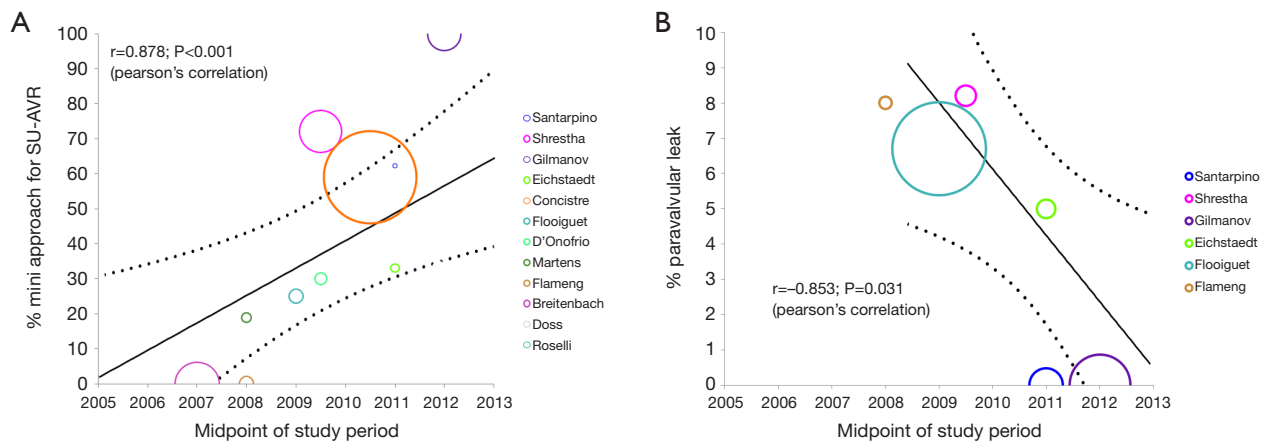 A
% mini approach for SU-AVR
100
90
80
70
60
50
40
30
20
10
0
r=0.878; P<0.001
(pearson's correlation)
2005 2006 2007 2008 2009 2010 2011 2012 2013
Midpoint of study period
Santarpino
Shrestha
Gilmanov
Eichstaedt
Concistre
Flooiguet
D'Onofrio
Martens
Flameng
Breitenbach
Doss
Roselli
B
% paravalvular leak
10
9
8
7
6
5
4
3
2
1
0
r=–0.853; P=0.031
(pearson's correlation)
2005 2006 2007 2008 2009 2010 2011 2012 2013
Midpoint of study period
Santarpino
Shrestha
Gilmanov
Eichstaedt
Flooiguet
Flameng